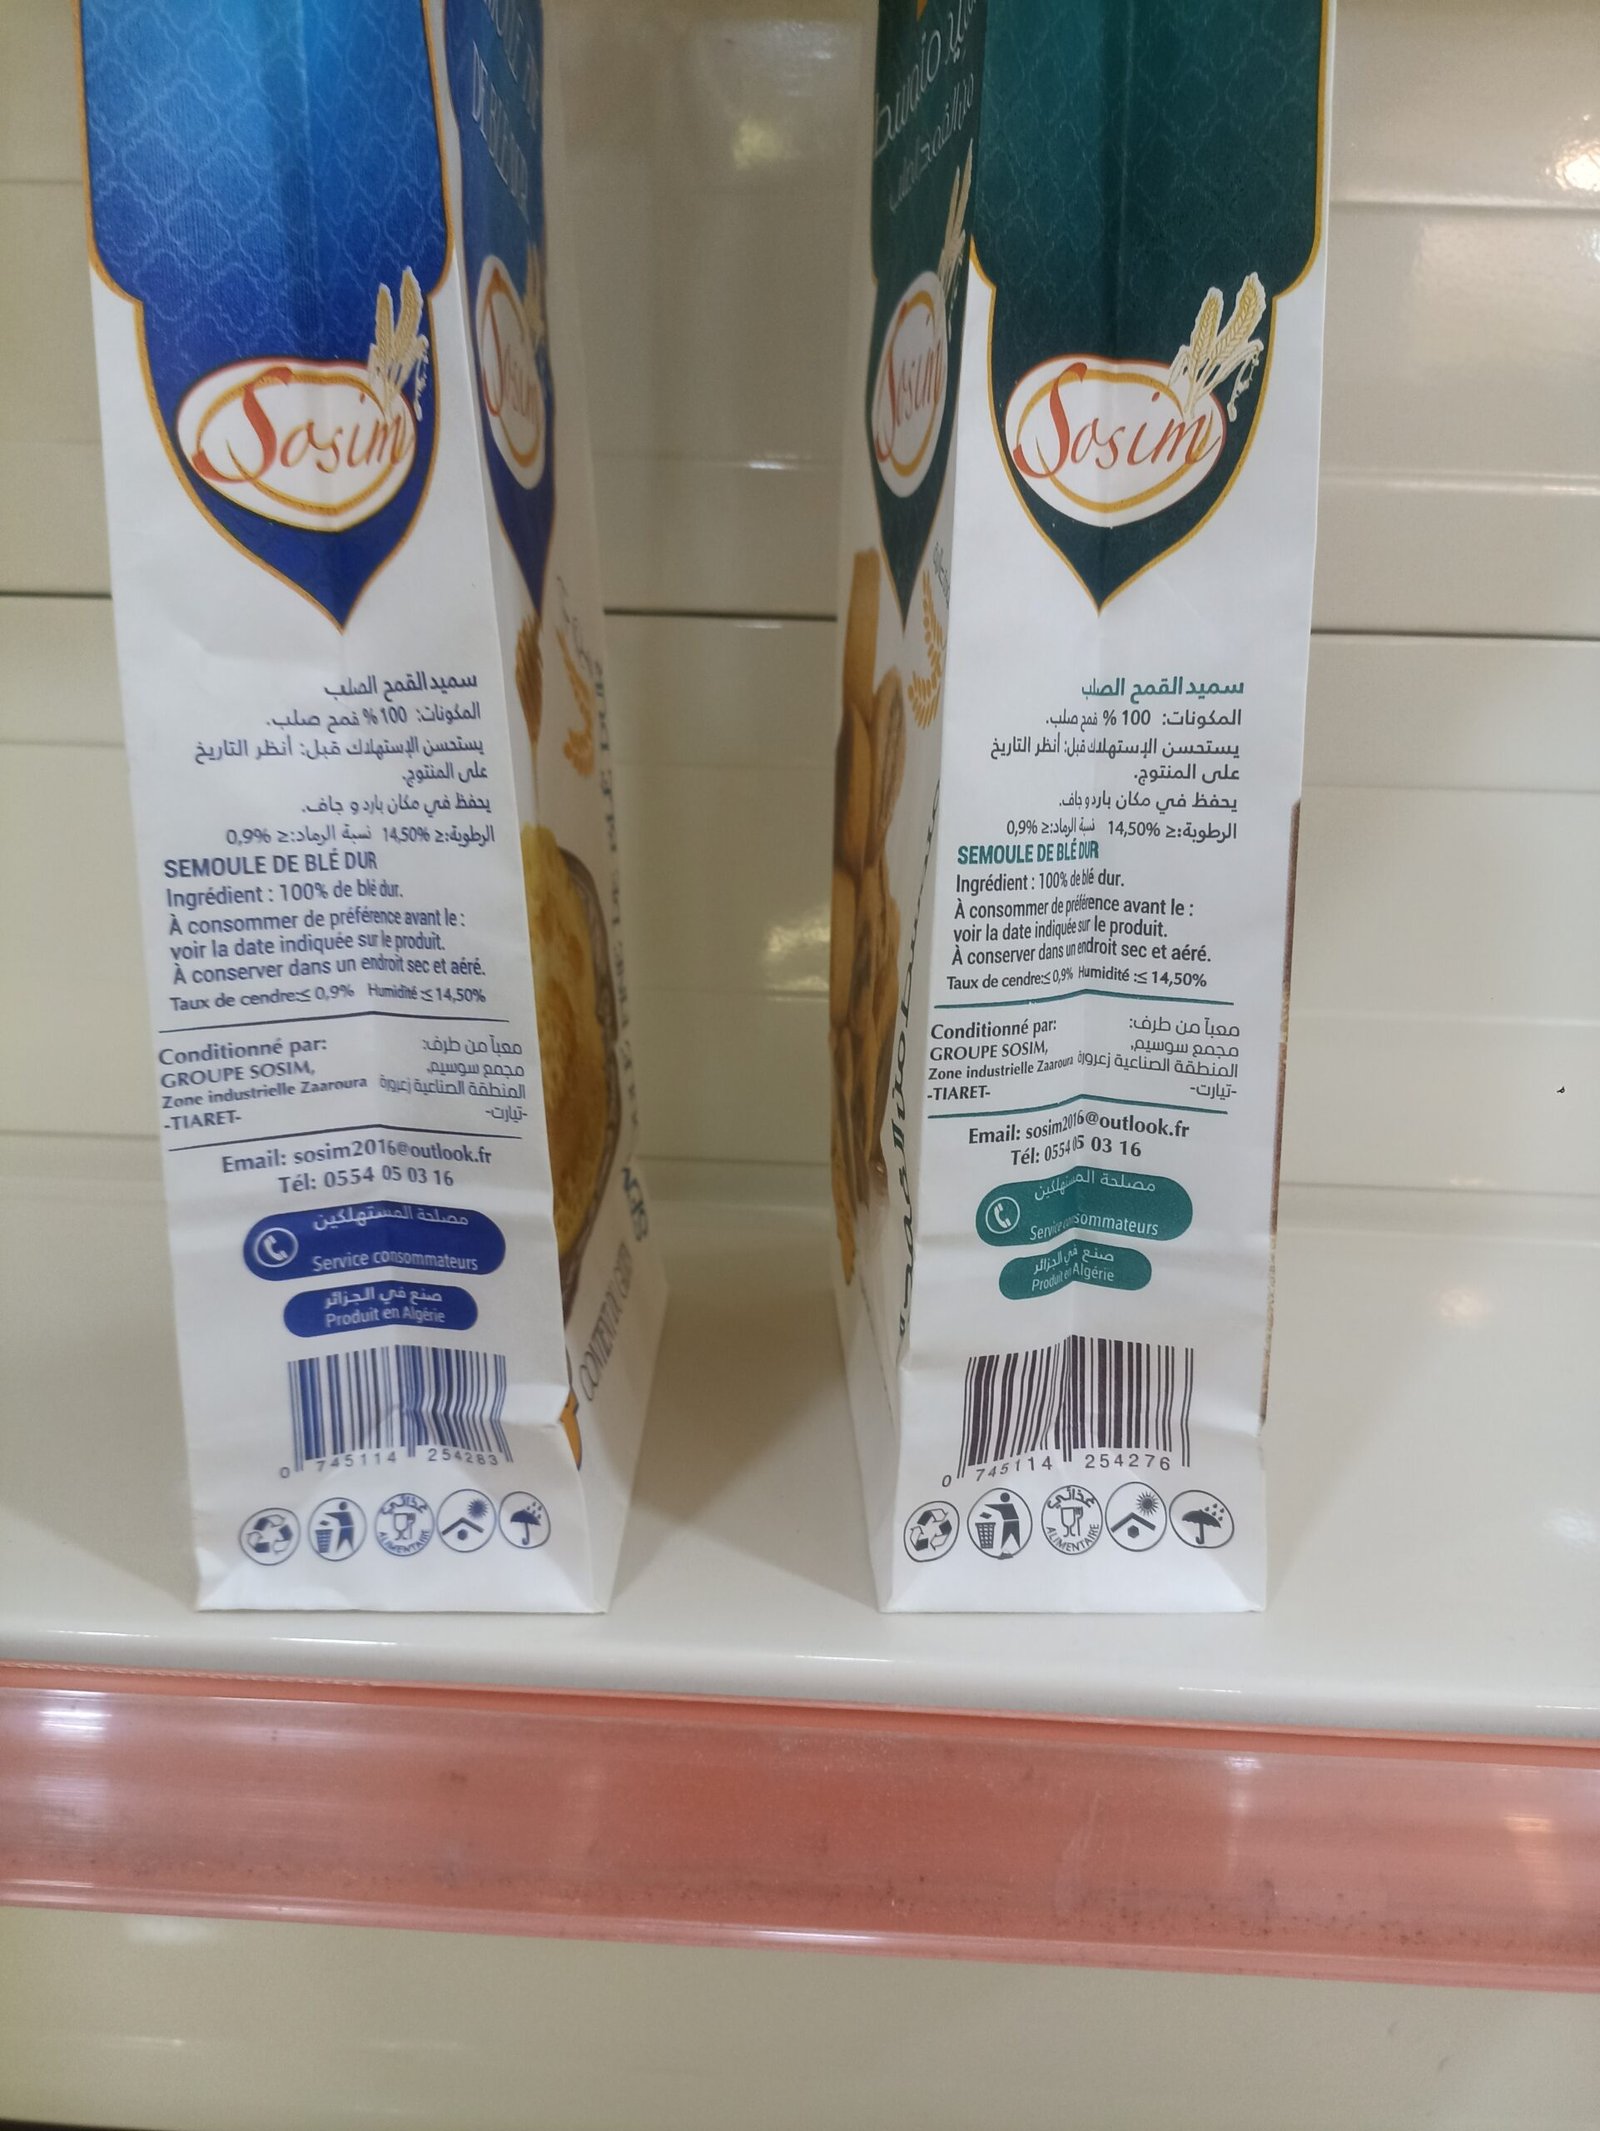 Sosim
سميد القمح الصلب
المكونات: 100 % قمح صلب.
يستحسن الإستهلاك قبل: أنظر التاريخ
على المنتوج.
يحفظ في مكان بارد و جاف.
الرطوبة:≥ 14,50% نسبة الرماد:≥ 0,9%
SEMOULE DE BLÉ DUR
Ingrédient : 100% de blé dur.
À consommer de préférence avant le :
voir la date indiquée sur le produit.
À conserver dans un endroit sec et aéré.
Taux de cendre:≤ 0,9% Humidité :≤ 14,50%
Conditionné par:
GROUPE SOSIM,
Zone industrielle Zaaroura
-TIARET-
معبأ من طرف:
مجمع سوسيم,
المنطقة الصناعية زعرورة
-تيارت-
Email: sosim2016@outlook.fr
Tél: 0554 05 03 16
مصلحة المستهلكين
Service consommateurs
صنع في الجزائر
Produit en Algérie
0 745114 254283
غذائي
ALIMENTAIRE
DE BLÉ DUR
Sosim
Sosim
Sosim
سميد القمح الصلب
المكونات: 100 % قمح صلب.
يستحسن الإستهلاك قبل: أنظر التاريخ
على المنتوج.
يحفظ في مكان بارد و جاف.
الرطوبة:≥ 14,50% نسبة الرماد:≥ 0,9%
SEMOULE DE BLÉ DUR
Ingrédient : 100% de blé dur.
À consommer de préférence avant le :
voir la date indiquée sur le produit.
À conserver dans un endroit sec et aéré.
Taux de cendre:≤ 0,9% Humidité :≤ 14,50%
Conditionné par:
GROUPE SOSIM,
Zone industrielle Zaaroura
-TIARET-
معبأ من طرف:
مجمع سوسيم,
المنطقة الصناعية زعرورة
-تيارت-
Email: sosim2016@outlook.fr
Tél: 0554 05 03 16
مصلحة المستهلكين
Service consommateurs
صنع في الجزائر
Produit en Algérie
0 745114 254276
غذائي
ALIMENTAIRE